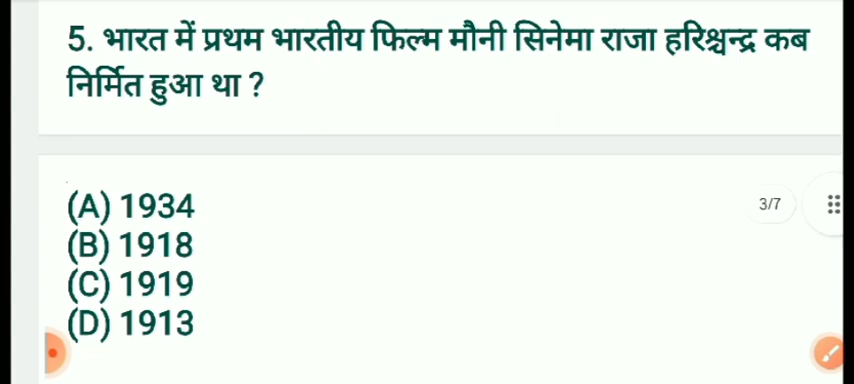 5. भारत में प्रथम भारतीय फिल्म मौनी सिनेमा राजा हरिश्चन्द्र कब
निर्मित हुआ था ?
(A) 1934
3/7
(B) 1918
(C) 1919
(D) 1913